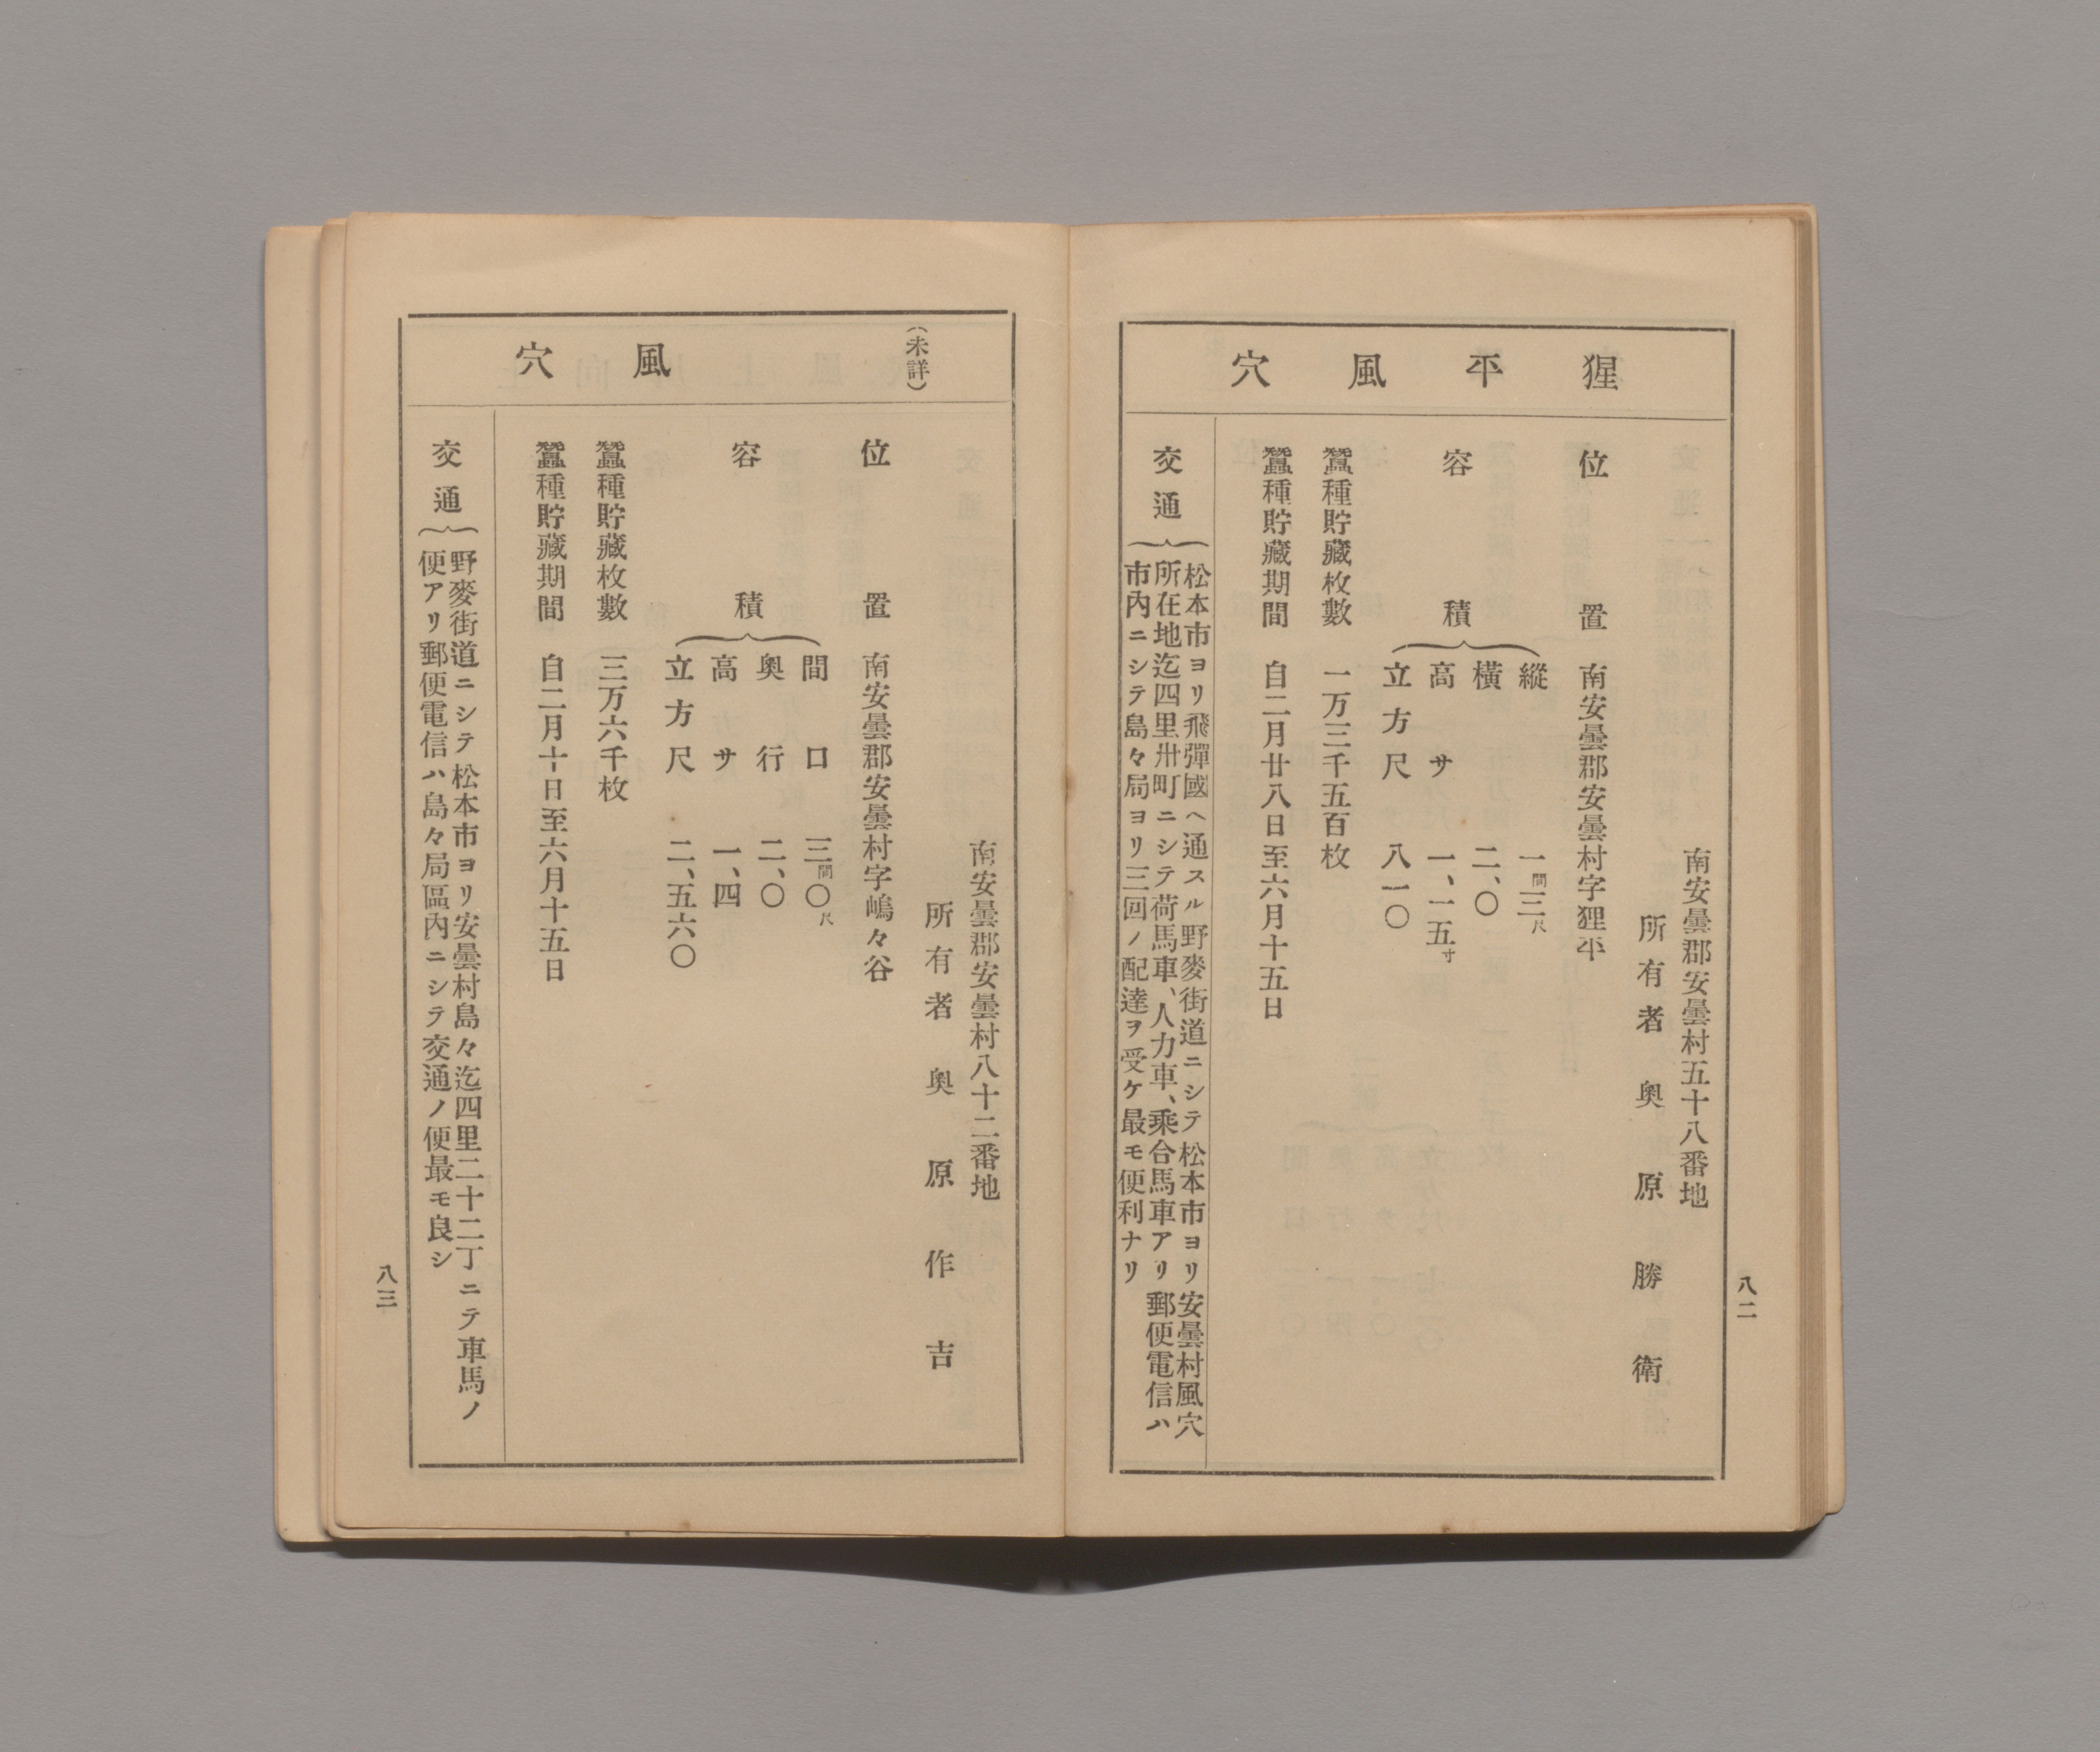 猩平風穴
南安曇郡安曇村五十八番地
所有者 奥原勝衛
位置 南安曇郡安曇村字狸平
容積
縱 一間三尺
橫 二、〇
高サ 一、一五寸
立方尺 八一〇
蠶種貯藏枚數 一万三千五百枚
蠶種貯藏期間 自二月廿八日至六月十五日
交通
松本市ヨリ飛彈國ヘ通スル野麥街道ニシテ松本市ヨリ安曇村風穴
所在地迄四里卅町ニシテ荷馬車、人力車、乘合馬車アリ郵便電信ハ
市內ニシテ島々局ヨリ三回ノ配達ヲ受ケ最モ便利ナリ
八二
(未詳)風穴
南安曇郡安曇村八十二番地
所有者 奥原作吉
位置 南安曇郡安曇村字嶋々谷
容積
間口 三間〇尺
奥行 二、〇
高サ 一、四
立方尺 二、五六〇
蠶種貯藏枚數 三万六千枚
蠶種貯藏期間 自二月十日至六月十五日
交通
野麥街道ニシテ松本市ヨリ安曇村島々迄四里二十二丁ニテ車馬ノ
便アリ郵便電信ハ島々局區內ニシテ交通ノ便最モ良シ
八三